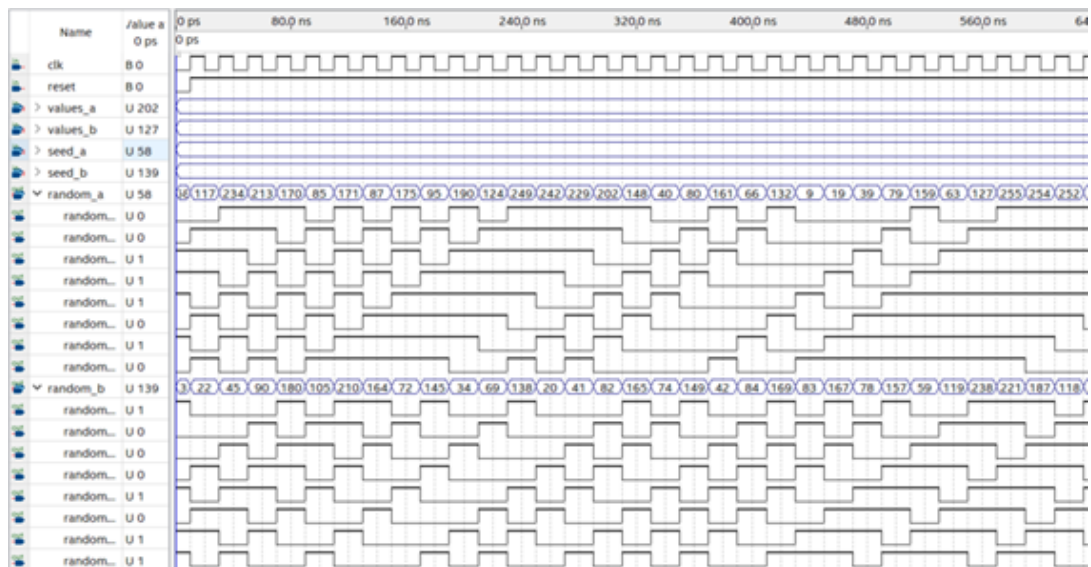 Name /alue a 0 ps
0 ps 80.0 ns 160.0 ns 240.0 ns 320.0 ns 400.0 ns 480.0 ns 560.0 ns 64
0 ps
clk B 0
reset B 0
> values_a U 202
> values_b U 127
> seed_a U 58
> seed_b U 139
random_a U 58 117 234 213 170 85 171 87 175 95 190 124 249 242 229 202 148 40 80 161 66 132 9 19 39 79 159 63 127 255 254 252
random... U 0
random... U 0
random... U 1
random... U 1
random... U 1
random... U 0
random... U 1
random... U 0
random_b U 139 22 45 90 180 105 210 164 72 145 34 69 138 20 41 82 165 74 149 42 84 169 83 167 78 157 59 119 238 221 187 118
random... U 1
random... U 0
random... U 0
random... U 0
random... U 1
random... U 0
random... U 1
random... U 1